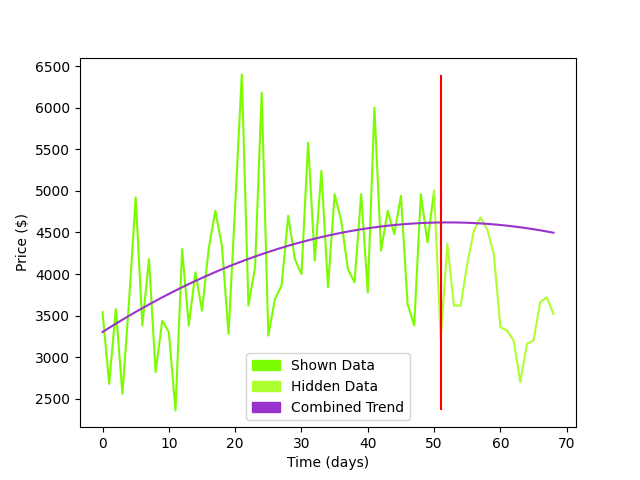 6500
6000
5500
5000
4500
4000
3500
3000
2500
Price ($)
Shown Data
Hidden Data
Combined Trend
0 10 20 30 40 50 60 70
Time (days)